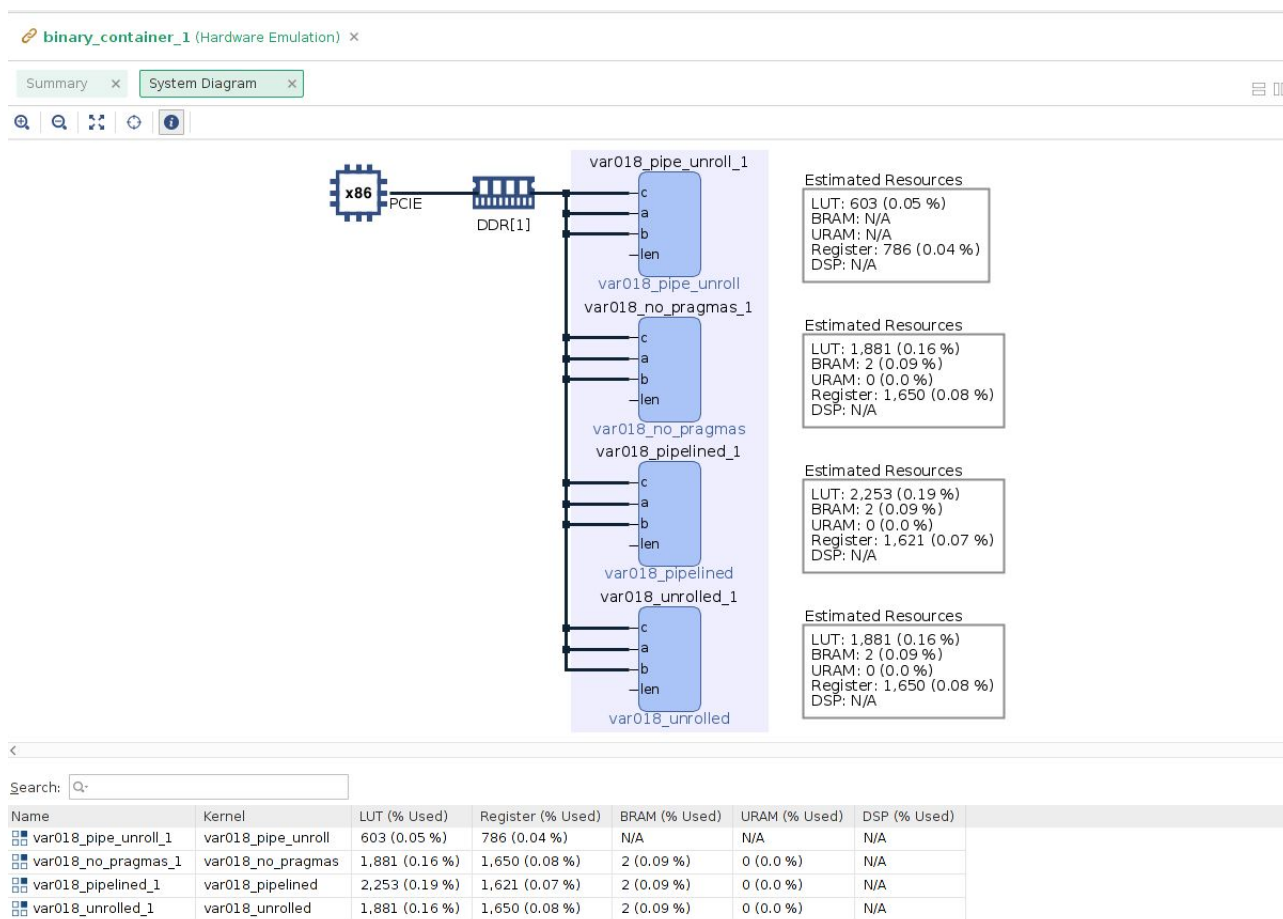 binary_container_1 (Hardware Emulation) ×
Summary × System Diagram ×
var018_pipe_unroll_1
x86
PCIE
DDR[1]
c
a
b
len
var018_pipe_unroll
Estimated Resources
LUT: 603 (0.05 %)
BRAM: N/A
URAM: N/A
Register: 786 (0.04 %)
DSP: N/A
var018_no_pragmas_1
c
a
b
len
var018_no_pragmas
Estimated Resources
LUT: 1,881 (0.16 %)
BRAM: 2 (0.09 %)
URAM: 0 (0.0 %)
Register: 1,650 (0.08 %)
DSP: N/A
var018_pipelined_1
c
a
b
len
var018_pipelined
Estimated Resources
LUT: 2,253 (0.19 %)
BRAM: 2 (0.09 %)
URAM: 0 (0.0 %)
Register: 1,621 (0.07 %)
DSP: N/A
var018_unrolled_1
c
a
b
len
var018_unrolled
Estimated Resources
LUT: 1,881 (0.16 %)
BRAM: 2 (0.09 %)
URAM: 0 (0.0 %)
Register: 1,650 (0.08 %)
DSP: N/A
Search:
Name Kernel LUT (% Used) Register (% Used) BRAM (% Used) URAM (% Used) DSP (% Used)
var018_pipe_unroll_1 var018_pipe_unroll 603 (0.05 %) 786 (0.04 %) N/A N/A N/A
var018_no_pragmas_1 var018_no_pragmas 1,881 (0.16 %) 1,650 (0.08 %) 2 (0.09 %) 0 (0.0 %) N/A
var018_pipelined_1 var018_pipelined 2,253 (0.19 %) 1,621 (0.07 %) 2 (0.09 %) 0 (0.0 %) N/A
var018_unrolled_1 var018_unrolled 1,881 (0.16 %) 1,650 (0.08 %) 2 (0.09 %) 0 (0.0 %) N/A